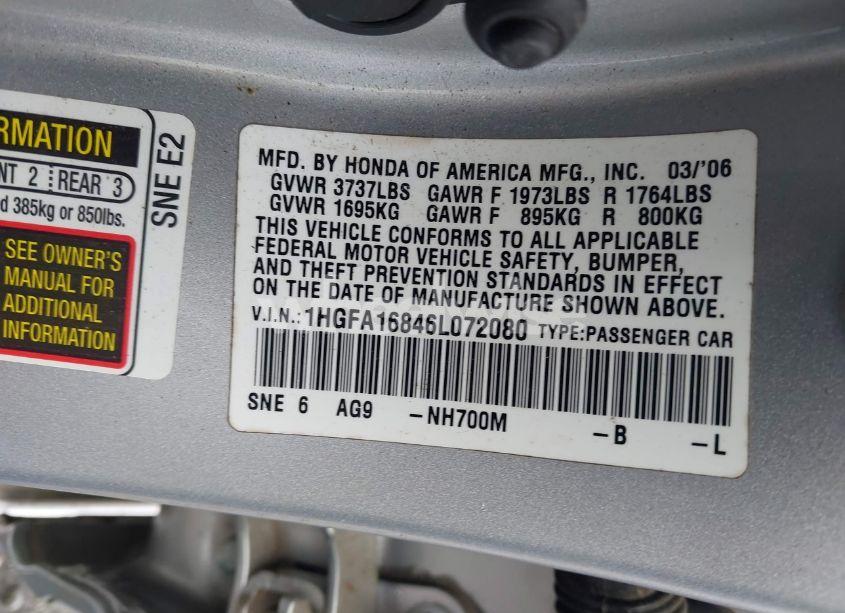 RMATION
NT 2 REAR 3
d 385kg or 850lbs.
SEE OWNER'S
MANUAL FOR
ADDITIONAL
INFORMATION
SNE E2
MFD. BY HONDA OF AMERICA MFG., INC. 03/'06
GVWR 3737LBS GAWR F 1973LBS R 1764LBS
GVWR 1695KG GAWR F 895KG R 800KG
THIS VEHICLE CONFORMS TO ALL APPLICABLE
FEDERAL MOTOR VEHICLE SAFETY, BUMPER,
AND THEFT PREVENTION STANDARDS IN EFFECT
ON THE DATE OF MANUFACTURE SHOWN ABOVE.
V.I.N.: 1HGFA16846L072080 TYPE:PASSENGER CAR
SNE 6 AG9 -NH700M -B -L